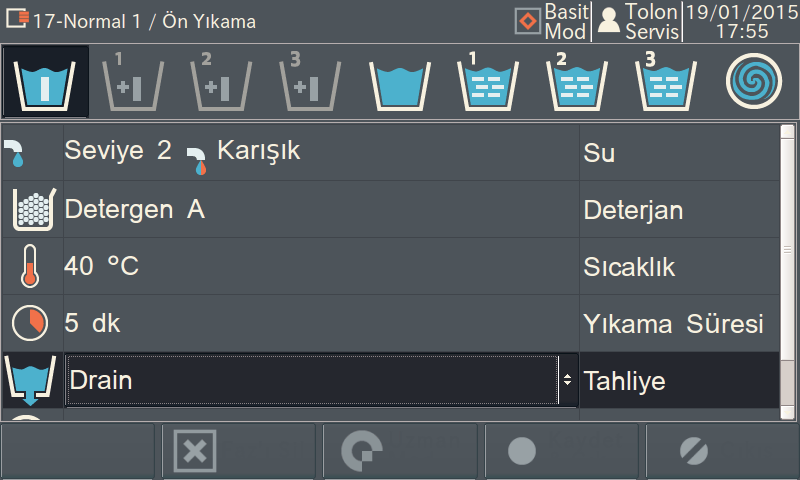 17-Normal 1 / Ön Yıkama
Basit Mod
Tolon Servis
19/01/2015
17:55
1 2 3 1 2 3
Seviye 2 Karışık Su
Detergen A Deterjan
40 °C Sıcaklık
5 dk Yıkama Süresi
Drain Tahliye